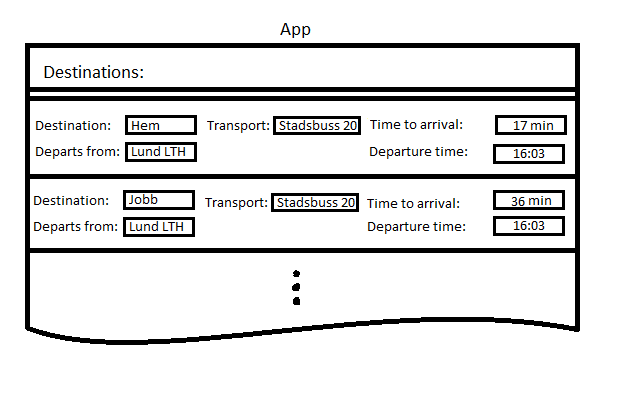 App
Destinations:
Destination: Hem Transport: Stadsbuss 20 Time to arrival: 17 min
Departs from: Lund LTH Departure time: 16:03
Destination: Jobb Transport: Stadsbuss 20 Time to arrival: 36 min
Departs from: Lund LTH Departure time: 16:03